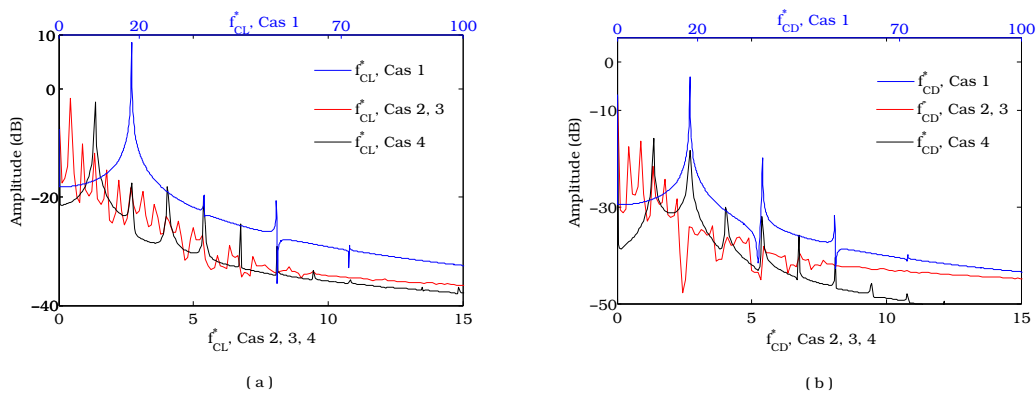 f*CL, Cas 1
0 20 70 100
10
0
−20
−40
Amplitude (dB)
f*CL, Cas 1
f*CL, Cas 2, 3
f*CL, Cas 4
0 5 10 15
f*CL, Cas 2, 3, 4
( a )
f*CD, Cas 1
0 20 70 100
0
−10
−30
−50
Amplitude (dB)
f*CD, Cas 1
f*CD, Cas 2, 3
f*CD, Cas 4
0 5 10 15
f*CD, Cas 2, 3, 4
( b )